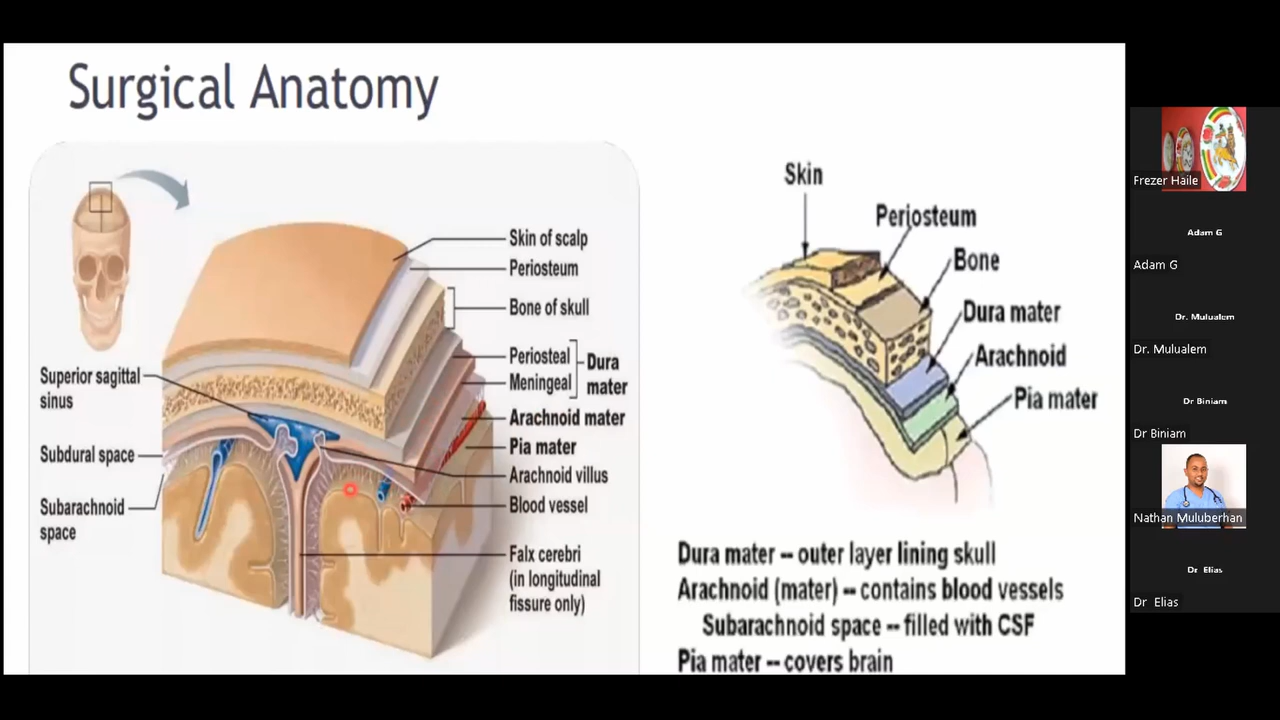 Surgical Anatomy
Skin of scalp
Periosteum
Bone of skull
Periosteal
Meningeal
Dura
mater
Arachnoid mater
Pia mater
Arachnoid villus
Blood vessel
Falx cerebri
(in longitudinal
fissure only)
Superior sagittal
sinus
Subdural space
Subarachnoid
space
Skin
Periosteum
Bone
Dura mater
Arachnoid
Pia mater
Dura mater -- outer layer lining skull
Arachnoid (mater) -- contains blood vessels
Subarachnoid space -- filled with CSF
Pia mater -- covers brain
Frezer Haile
Adam G
Adam G
Dr. Mulualem
Dr. Mulualem
Dr Biniam
Dr Biniam
Nathan Muluberhan
Dr Elias
Dr Elias